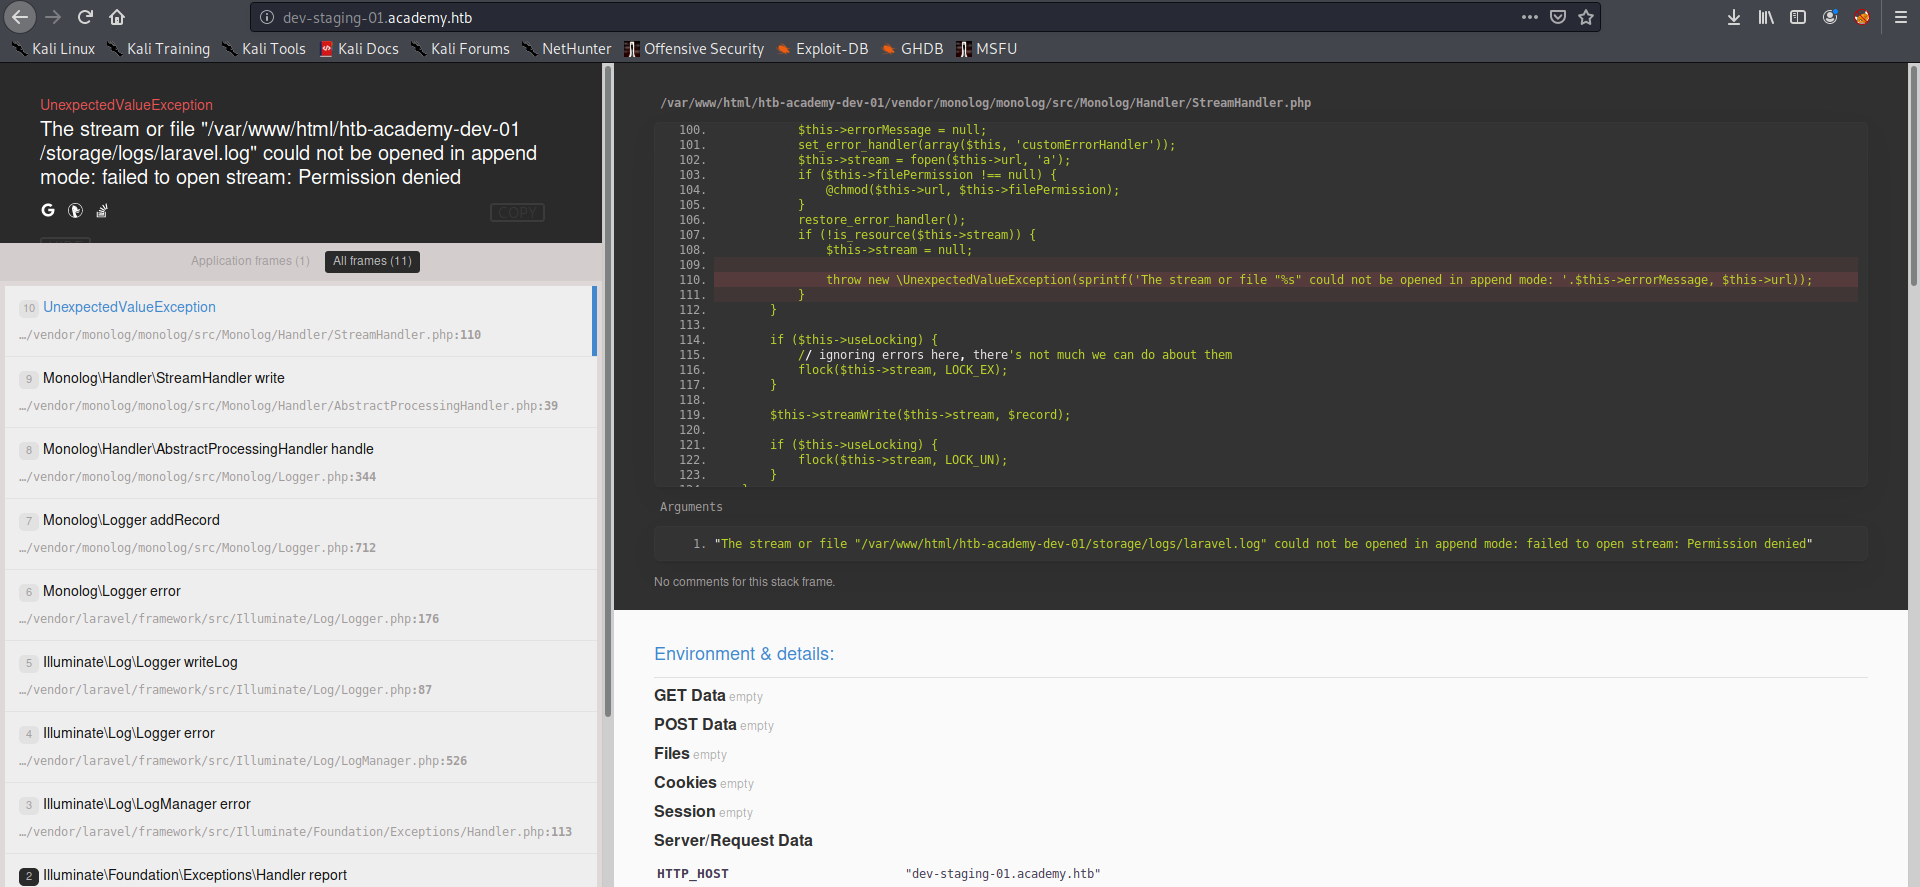 dev-staging-01.academy.htb
Kali Linux Kali Training Kali Tools Kali Docs Kali Forums NetHunter Offensive Security Exploit-DB GHDB MSFU
UnexpectedValueException
The stream or file "/var/www/html/htb-academy-dev-01
/storage/logs/laravel.log" could not be opened in append
mode: failed to open stream: Permission denied
COPY
Application frames (1) All frames (11)
10 UnexpectedValueException
…/vendor/monolog/monolog/src/Monolog/Handler/StreamHandler.php:110
9 Monolog\Handler\StreamHandler write
…/vendor/monolog/monolog/src/Monolog/Handler/AbstractProcessingHandler.php:39
8 Monolog\Handler\AbstractProcessingHandler handle
…/vendor/monolog/monolog/src/Monolog/Logger.php:344
7 Monolog\Logger addRecord
…/vendor/monolog/monolog/src/Monolog/Logger.php:712
6 Monolog\Logger error
…/vendor/laravel/framework/src/Illuminate/Log/Logger.php:176
5 Illuminate\Log\Logger writeLog
…/vendor/laravel/framework/src/Illuminate/Log/Logger.php:87
4 Illuminate\Log\Logger error
…/vendor/laravel/framework/src/Illuminate/Log/LogManager.php:526
3 Illuminate\Log\LogManager error
…/vendor/laravel/framework/src/Illuminate/Foundation/Exceptions/Handler.php:113
2 Illuminate\Foundation\Exceptions\Handler report
/var/www/html/htb-academy-dev-01/vendor/monolog/monolog/src/Monolog/Handler/StreamHandler.php
100. $this->errorMessage = null;
101. set_error_handler(array($this, 'customErrorHandler'));
102. $this->stream = fopen($this->url, 'a');
103. if ($this->filePermission !== null) {
104. @chmod($this->url, $this->filePermission);
105. }
106. restore_error_handler();
107. if (!is_resource($this->stream)) {
108. $this->stream = null;
109.
110. throw new \UnexpectedValueException(sprintf('The stream or file "%s" could not be opened in append mode: '.$this->errorMessage, $this->url));
111. }
112. }
113.
114. if ($this->useLocking) {
115. // ignoring errors here, there's not much we can do about them
116. flock($this->stream, LOCK_EX);
117. }
118.
119. $this->streamWrite($this->stream, $record);
120.
121. if ($this->useLocking) {
122. flock($this->stream, LOCK_UN);
123. }
Arguments
1. "The stream or file "/var/www/html/htb-academy-dev-01/storage/logs/laravel.log" could not be opened in append mode: failed to open stream: Permission denied"
No comments for this stack frame.
Environment & details:
GET Data empty
POST Data empty
Files empty
Cookies empty
Session empty
Server/Request Data
HTTP_HOST "dev-staging-01.academy.htb"